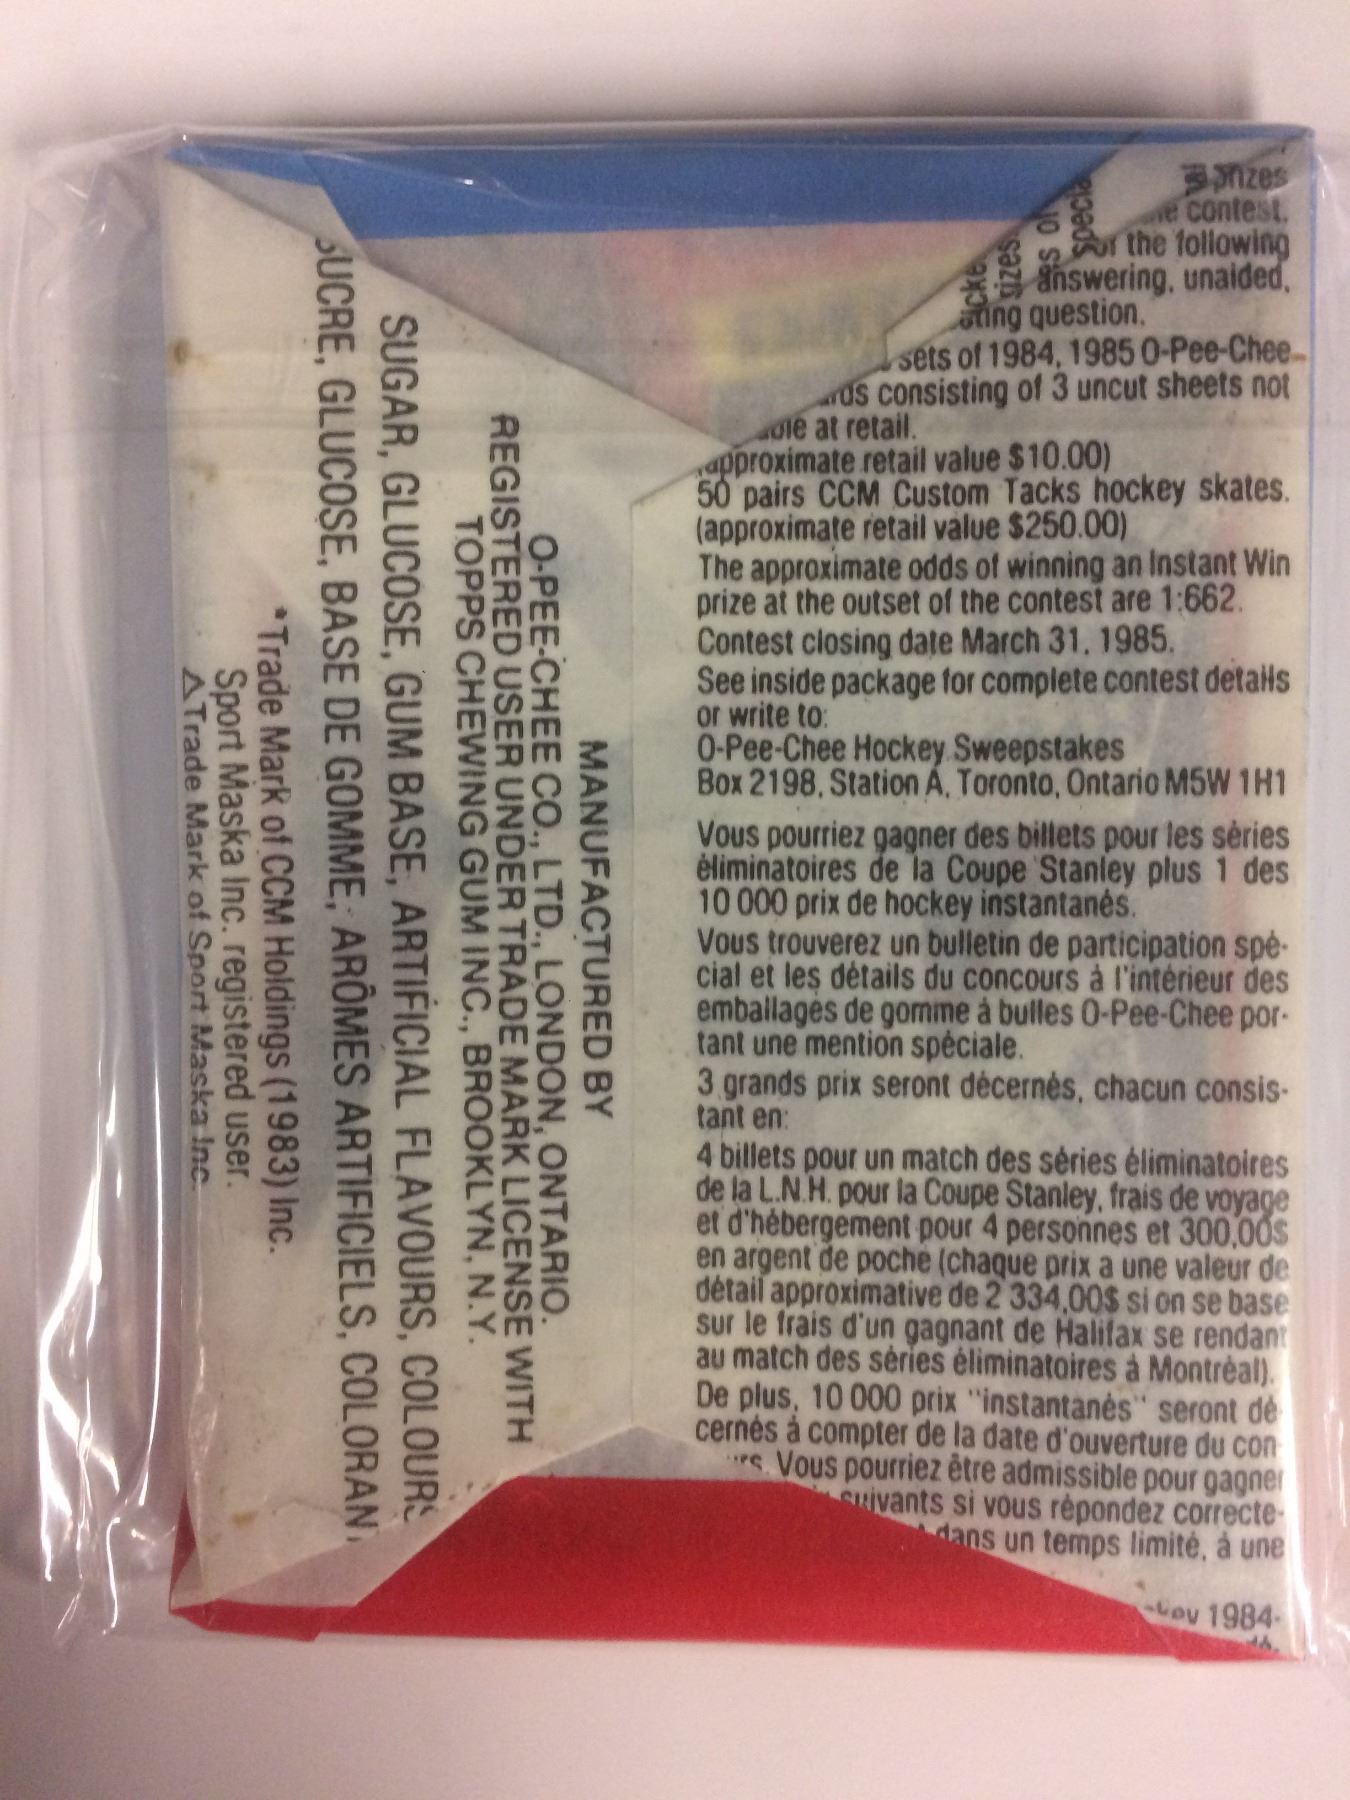 prizes
contest.
of the following
answering, unaided,
question.
sets of 1984, 1985 O-Pee-Chee
consisting of 3 uncut sheets not
at retail.
(approximate retail value $10.00)
50 pairs CCM Custom Tacks hockey skates.
(approximate retail value $250.00)
The approximate odds of winning an Instant Win
prize at the outset of the contest are 1:662.
Contest closing date March 31, 1985.
See inside package for complete contest details
or write to:
O-Pee-Chee Hockey Sweepstakes
Box 2198, Station A, Toronto, Ontario M5W 1H1
Vous pourriez gagner des billets pour les séries
éliminatoires de la Coupe Stanley plus 1 des
10 000 prix de hockey instantanés.
Vous trouverez un bulletin de participation spé-
cial et les détails du concours à l'intérieur des
emballages de gomme à bulles O-Pee-Chee por-
tant une mention spéciale.
3 grands prix seront décernés, chacun consis-
tant en:
4 billets pour un match des séries éliminatoires
de la L.N.H. pour la Coupe Stanley, frais de voyage
et d'hébergement pour 4 personnes et 300,00$
en argent de poche (chaque prix a une valeur de
détail approximative de 2 334,00$ si on se base
sur le frais d'un gagnant de Halifax se rendant
au match des séries éliminatoires à Montréal).
De plus, 10 000 prix "instantanés" seront dé-
cernés à compter de la date d'ouverture du con-
Vous pourriez être admissible pour gagner
suivants si vous répondez correcte-
dans un temps limité, à une
1984-
MANUFACTURED BY
O-PEE-CHEE CO., LTD., LONDON, ONTARIO.
REGISTERED USER UNDER TRADE MARK LICENSE WITH
TOPPS CHEWING GUM INC., BROOKLYN, N.Y.
SUGAR, GLUCOSE, GUM BASE, ARTIFICIAL FLAVOURS, COLOURS
SUCRE, GLUCOSE, BASE DE GOMME, ARÔMES ARTIFICIELS, COLORANT
*Trade Mark of CCM Holdings (1983) Inc.
Sport Maska Inc. registered user.
△Trade Mark of Sport Maska Inc.